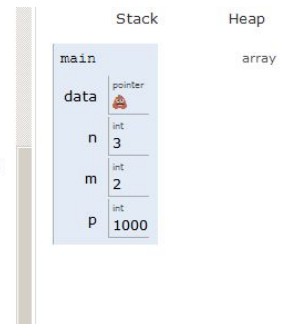 Stack Heap
main array
data pointer
n int 3
m int 2
p int 1000